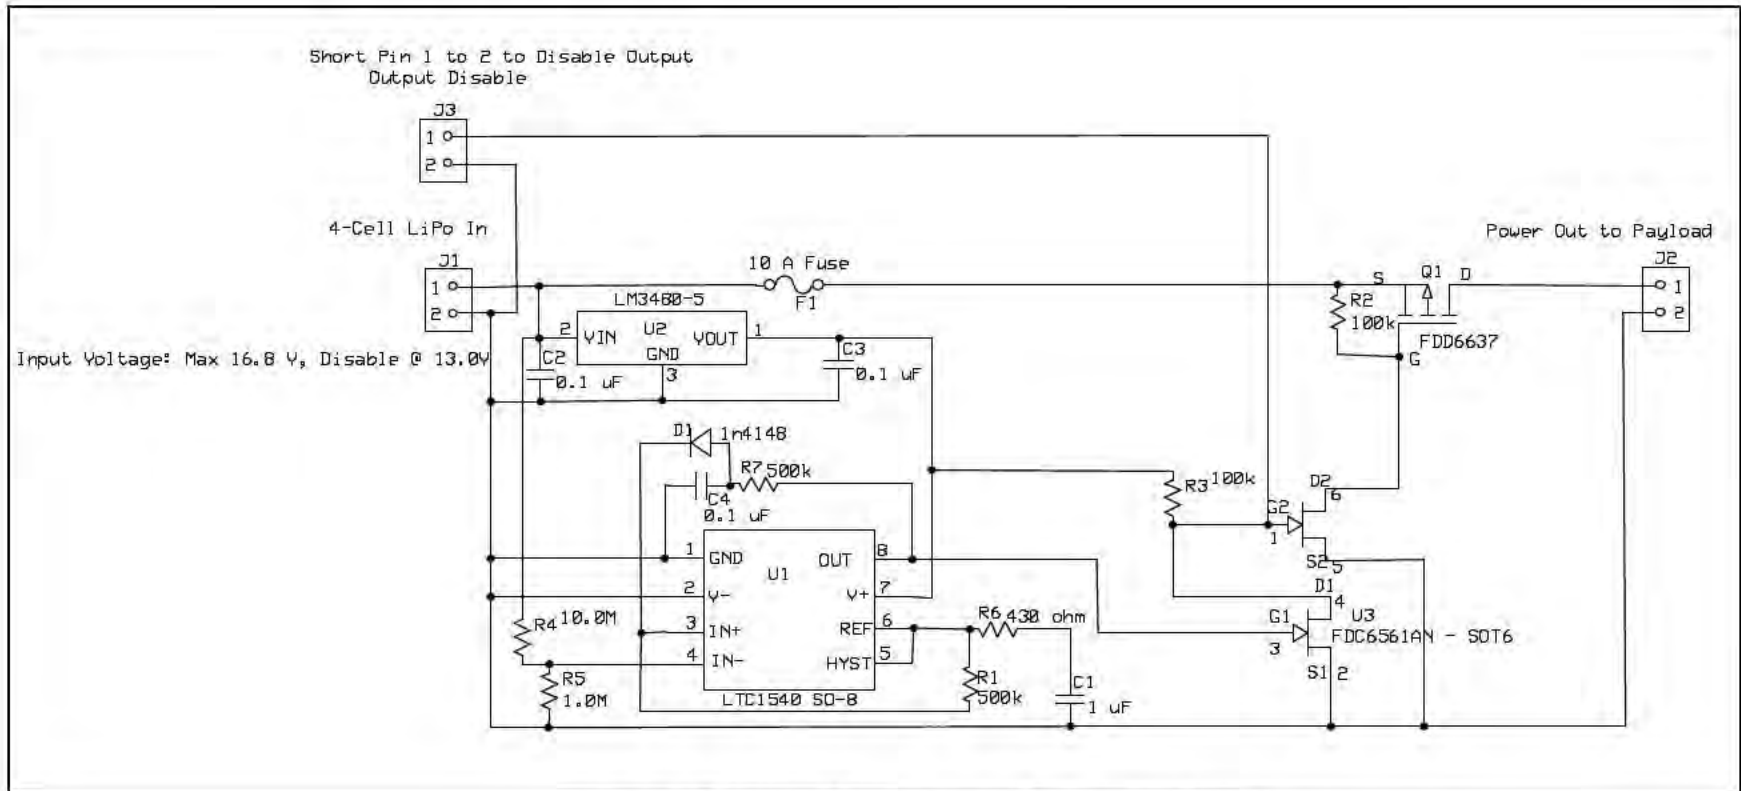 Short Pin 1 to 2 to Disable Output
Output Disable
J3
1
2
4-Cell LiPo In
J1
1
2
Input Voltage: Max 16.8 V, Disable @ 13.0V
10 A Fuse
F1
LM3480-5
2 VIN U2 VOUT 1
GND
3
C2
0.1 uF
C3
0.1 uF
D1 1n4148
R7 500k
C4
0.1 uF
1 GND OUT 8
U1
2 V- V+ 7
3 IN+ REF 6
4 IN- HYST 5
LTC1540 SO-8
R4 10.0M
R5
1.0M
R6 430 ohm
R1
500k
C1
1 uF
R3 100k
G2
1
D2
6
S2 5
D1
4
G1
3
U3
FDC6561AN - SOT6
S1 2
S Q1 D
R2
100k
FDD6637
G
Power Out to Payload
J2
1
2